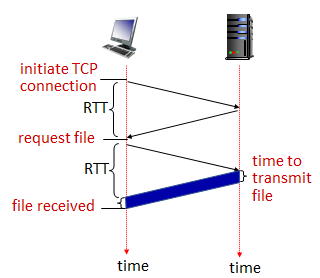 initiate TCP
connection
RTT
request file
RTT
time to
transmit
file
file received
time
time